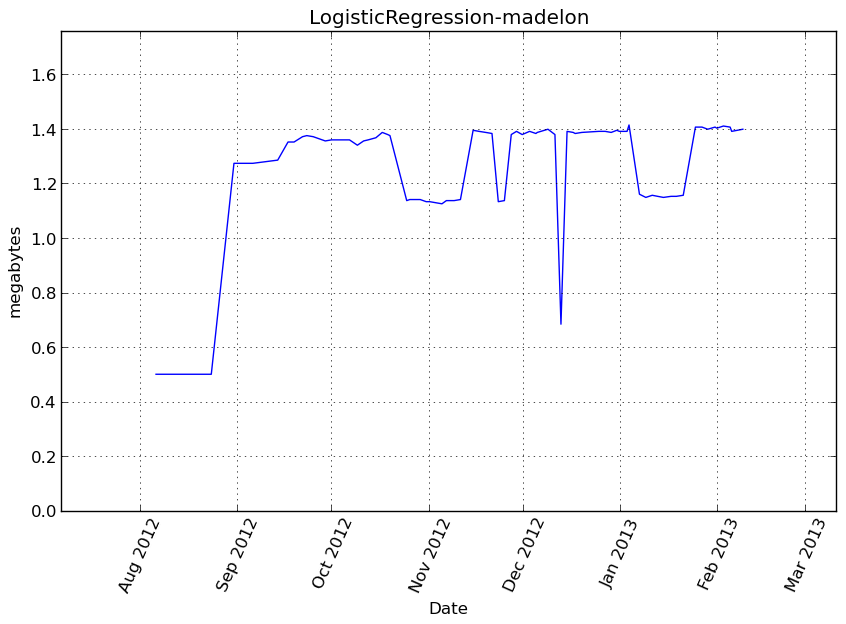 LogisticRegression-madelon
megabytes
1.6
1.4
1.2
1.0
0.8
0.6
0.4
0.2
0.0
Aug 2012
Sep 2012
Oct 2012
Nov 2012
Dec 2012
Jan 2013
Feb 2013
Mar 2013
Date